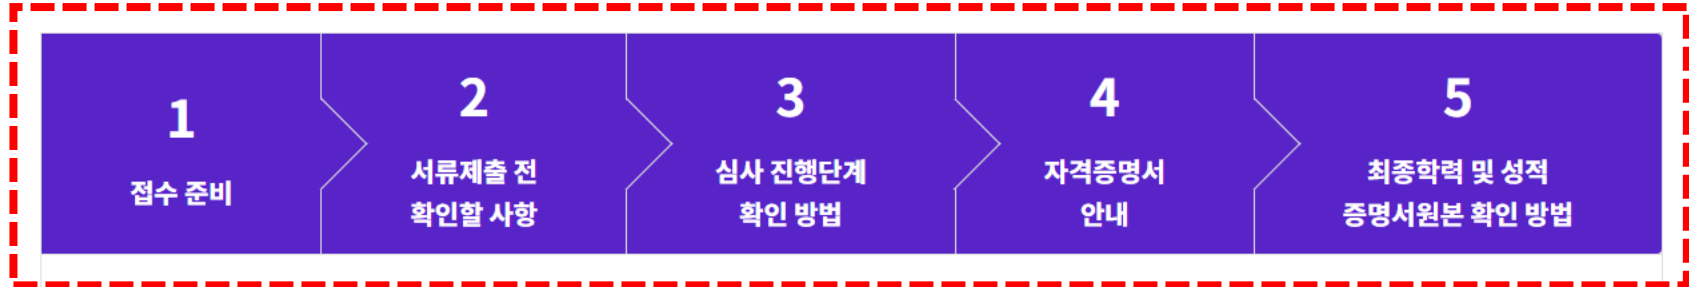 1
접수 준비
2
서류제출 전
확인할 사항
3
심사 진행단계
확인 방법
4
자격증명서
안내
5
최종학력 및 성적
증명서원본 확인 방법